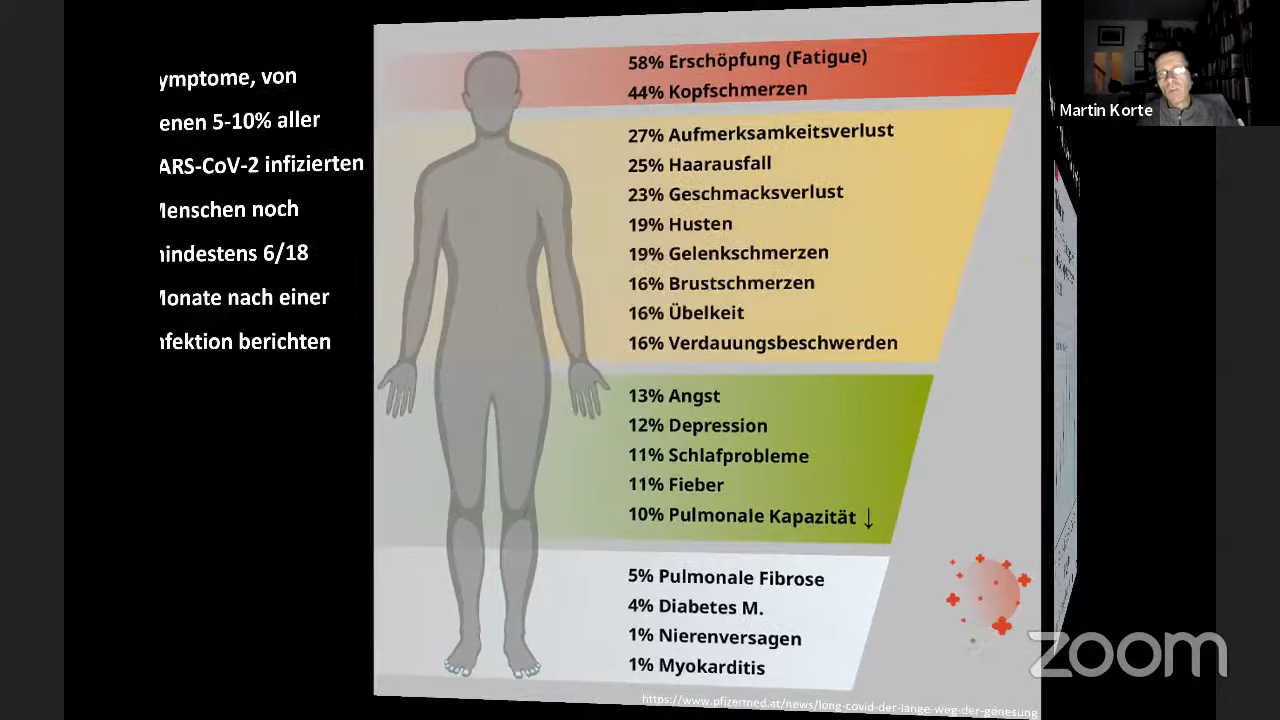 ymptome, von
enen 5-10% aller
ARS-CoV-2 infizierten
Menschen noch
mindestens 6/18
Monate nach einer
nfektion berichten
58% Erschöpfung (Fatigue)
44% Kopfschmerzen
27% Aufmerksamkeitsverlust
25% Haarausfall
23% Geschmacksverlust
19% Husten
19% Gelenkschmerzen
16% Brustschmerzen
16% Übelkeit
16% Verdauungsbeschwerden
13% Angst
12% Depression
11% Schlafprobleme
11% Fieber
10% Pulmonale Kapazität ↓
5% Pulmonale Fibrose
4% Diabetes M.
1% Nierenversagen
1% Myokarditis
https://www.pfizermed.at/news/long-covid-der-lange-weg-der-genesung
Martin Korte
zoom